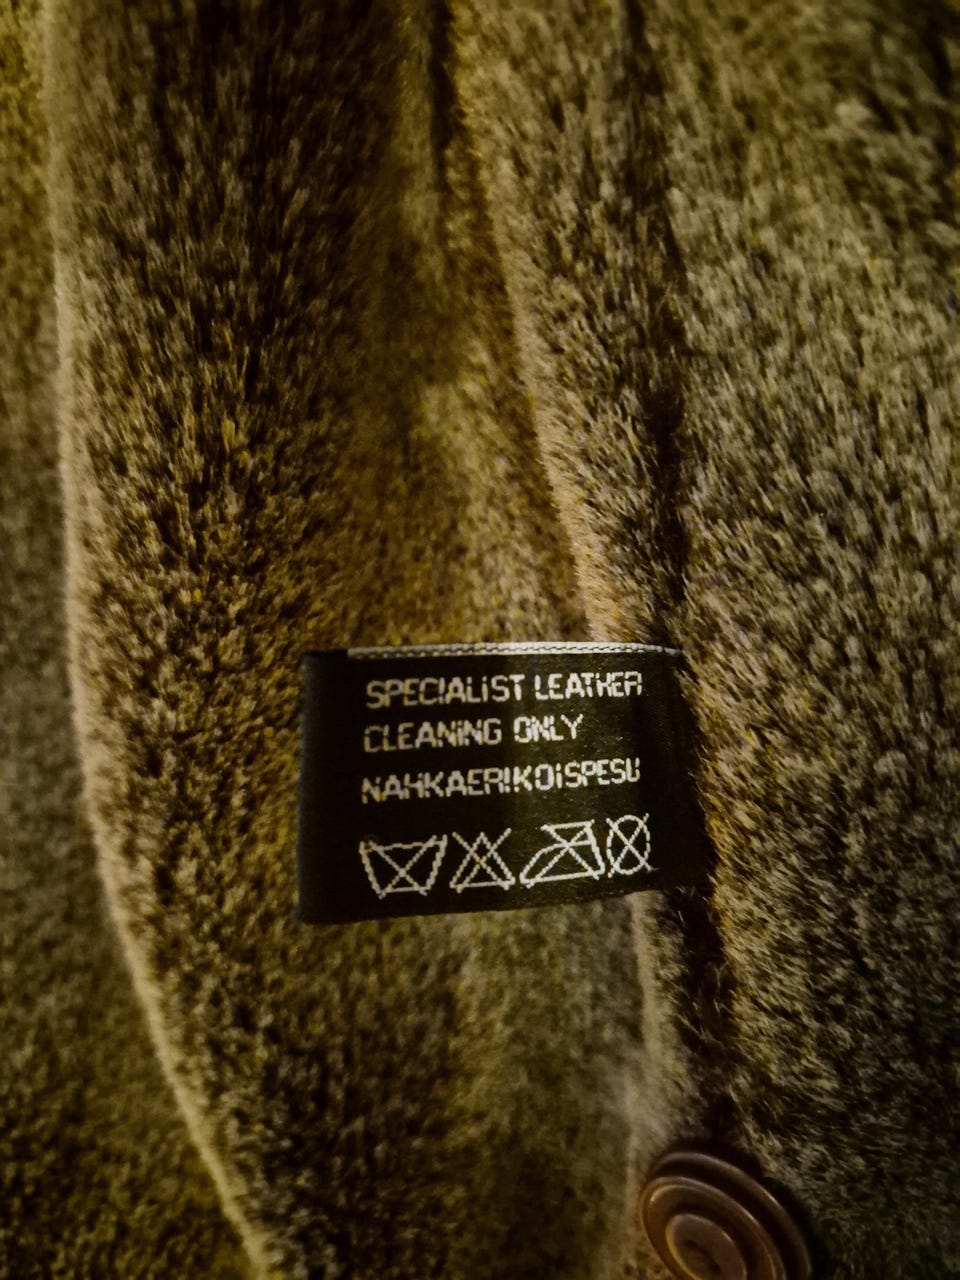 SPECIALIST LEATHER
CLEANING ONLY
NAHKAERIKOISPESU